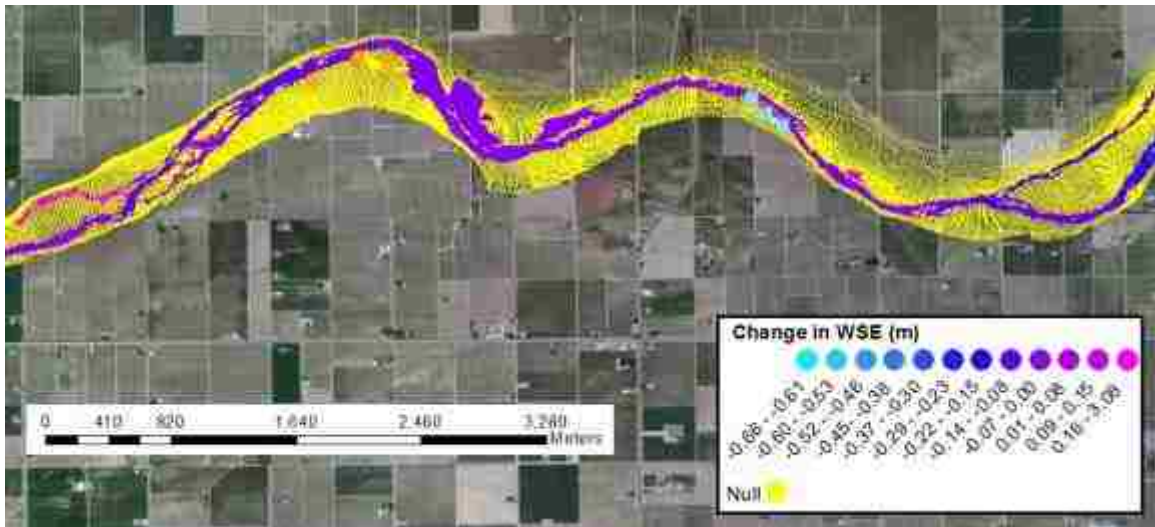 Change in WSE (m)
-0.68 - -0.61
-0.60 - -0.53
-0.52 - -0.46
-0.45 - -0.38
-0.37 - -0.30
-0.29 - -0.23
-0.22 - -0.15
-0.14 - -0.08
-0.07 - 0.00
0.01 - 0.08
0.09 - 0.15
0.16 - 3.08
Null
0 410 820 1,640 2,460 3,280
Meters